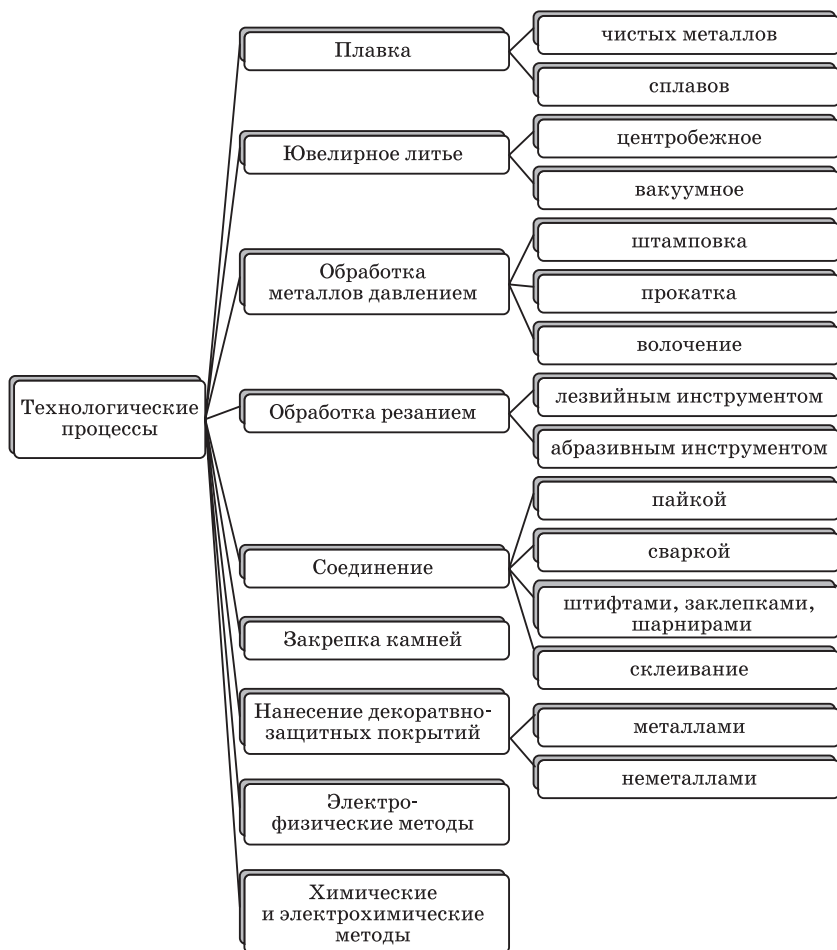 Технологические
процессы
Плавка
чистых металлов
сплавов
Ювелирное литье
центробежное
вакуумное
Обработка
металлов давлением
штамповка
прокатка
волочение
Обработка резанием
лезвийным инструментом
абразивным инструментом
Соединение
пайкой
сваркой
штифтами, заклепками,
шарнирами
склеивание
Закрепка камней
Нанесение декоратвно-
защитных покрытий
металлами
неметаллами
Электро-
физические методы
Химические
и электрохимические
методы